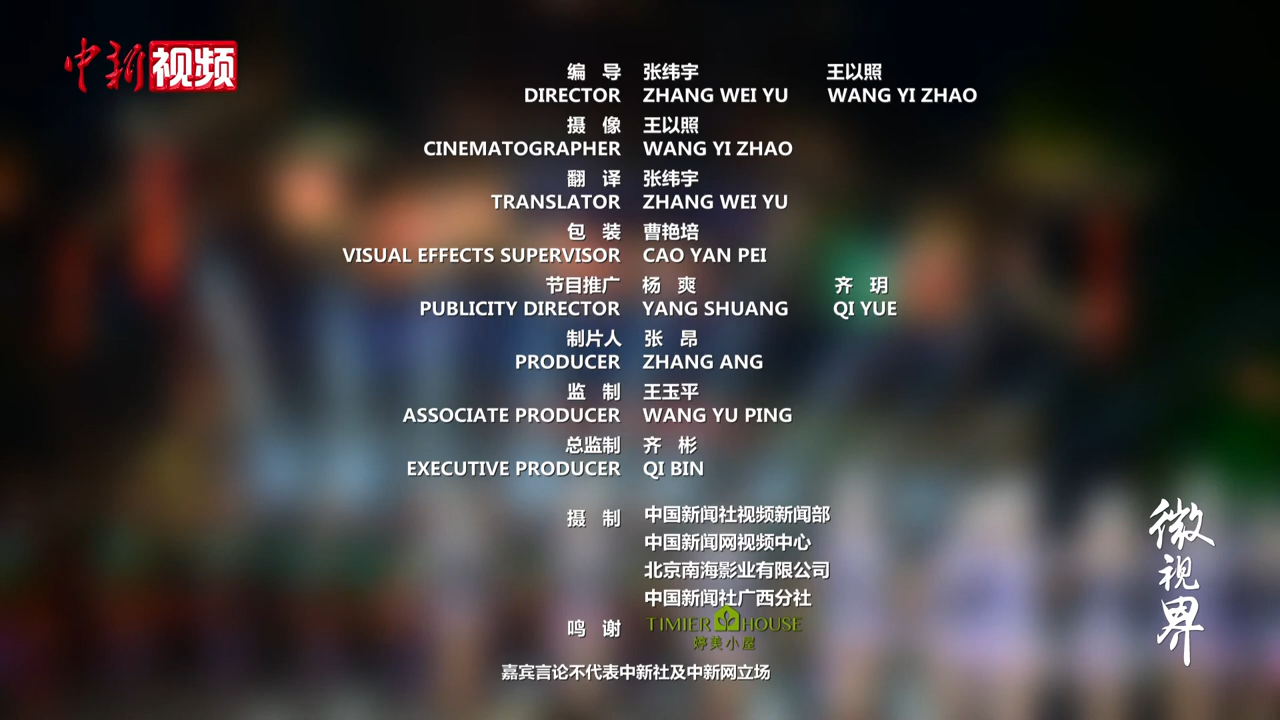 中新视频
编 导 张纬宇 王以照
DIRECTOR ZHANG WEI YU WANG YI ZHAO
摄 像 王以照
CINEMATOGRAPHER WANG YI ZHAO
翻 译 张纬宇
TRANSLATOR ZHANG WEI YU
包 装 曹艳培
VISUAL EFFECTS SUPERVISOR CAO YAN PEI
节目推广 杨 爽 齐 玥
PUBLICITY DIRECTOR YANG SHUANG QI YUE
制片人 张 昂
PRODUCER ZHANG ANG
监 制 王玉平
ASSOCIATE PRODUCER WANG YU PING
总监制 齐 彬
EXECUTIVE PRODUCER QI BIN
摄 制 中国新闻社视频新闻部
中国新闻网视频中心
北京南海影业有限公司
中国新闻社广西分社
鸣 谢 TIMIER HOUSE
婷美小屋
嘉宾言论不代表中新社及中新网立场
微视界